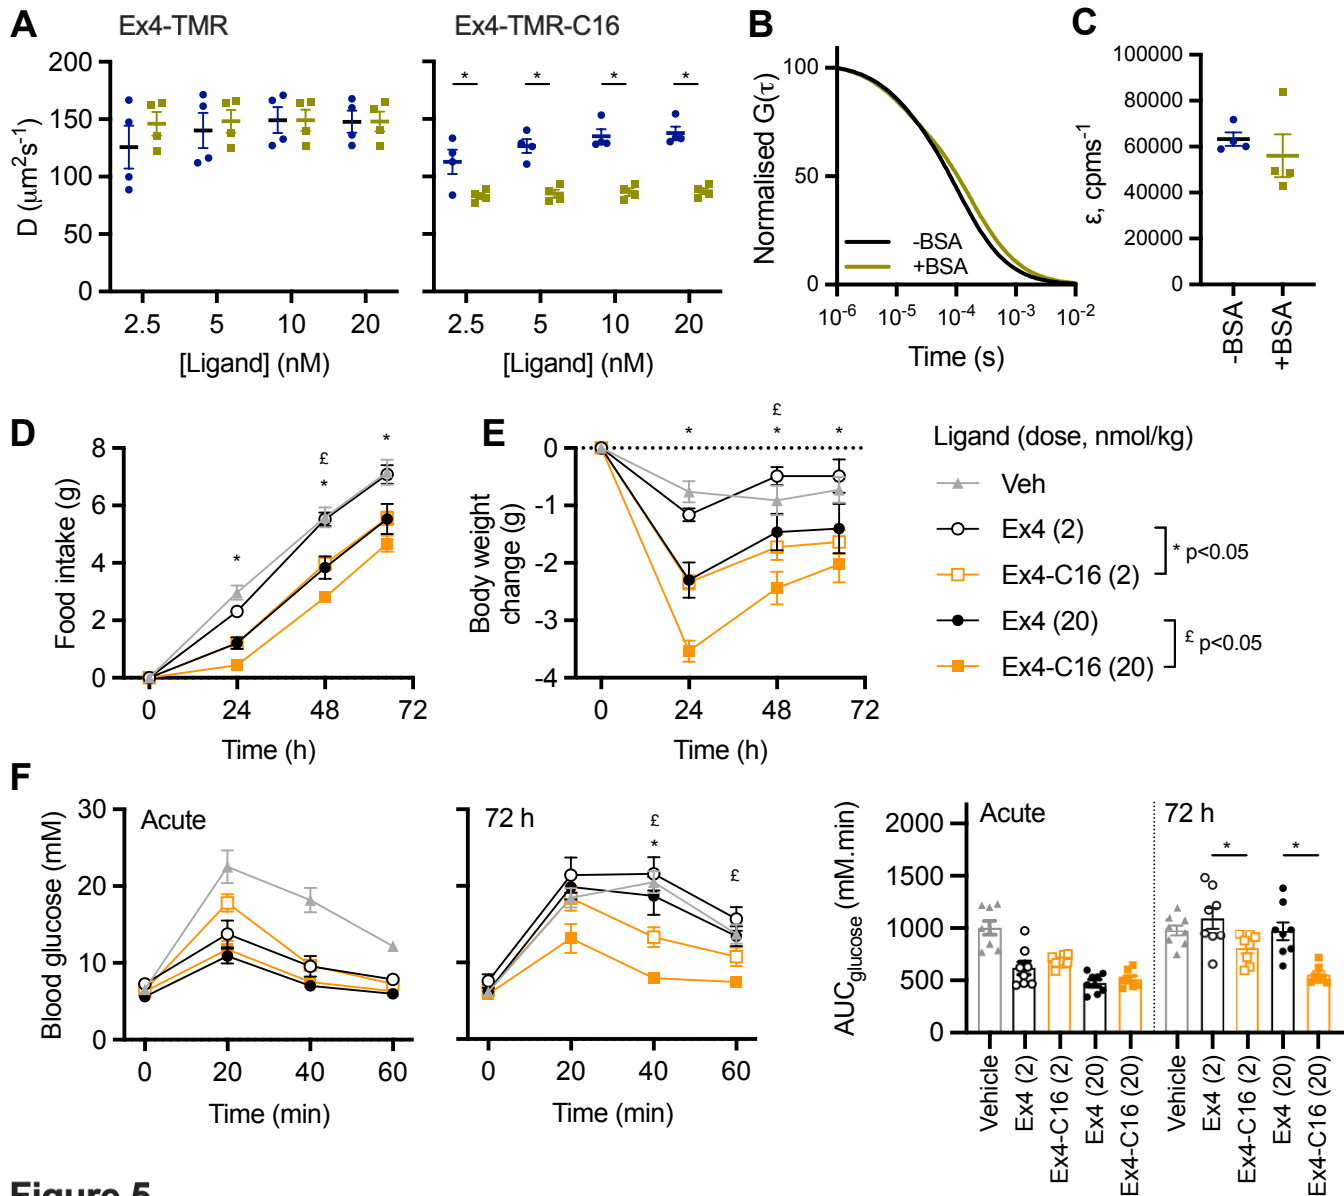 A
Ex4-TMR
Ex4-TMR-C16
B
C
200
150
100
50
0
D (μm²s⁻¹)
2.5 5 10 20
[Ligand] (nM)
* * * *
2.5 5 10 20
[Ligand] (nM)
100
50
0
Normalised G(τ)
-BSA
+BSA
10⁻⁶ 10⁻⁵ 10⁻⁴ 10⁻³ 10⁻²
Time (s)
100000
80000
60000
40000
20000
0
ε, cpms⁻¹
-BSA
+BSA
D
8
6
4
2
0
Food intake (g)
* £ * *
0 24 48 72
Time (h)
E
0
-1
-2
-3
-4
Body weight
change (g)
* £ * *
0 24 48 72
Time (h)
Ligand (dose, nmol/kg)
Veh
Ex4 (2)
Ex4-C16 (2)
* p<0.05
Ex4 (20)
Ex4-C16 (20)
£ p<0.05
F
30
20
10
0
Blood glucose (mM)
Acute
0 20 40 60
Time (min)
72 h
£ * £
0 20 40 60
Time (min)
2000
1500
1000
500
0
AUCglucose (mM.min)
Acute
72 h
* *
Vehicle
Ex4 (2)
Ex4-C16 (2)
Ex4 (20)
Ex4-C16 (20)
Vehicle
Ex4 (2)
Ex4-C16 (2)
Ex4 (20)
Ex4-C16 (20)
Figure 5